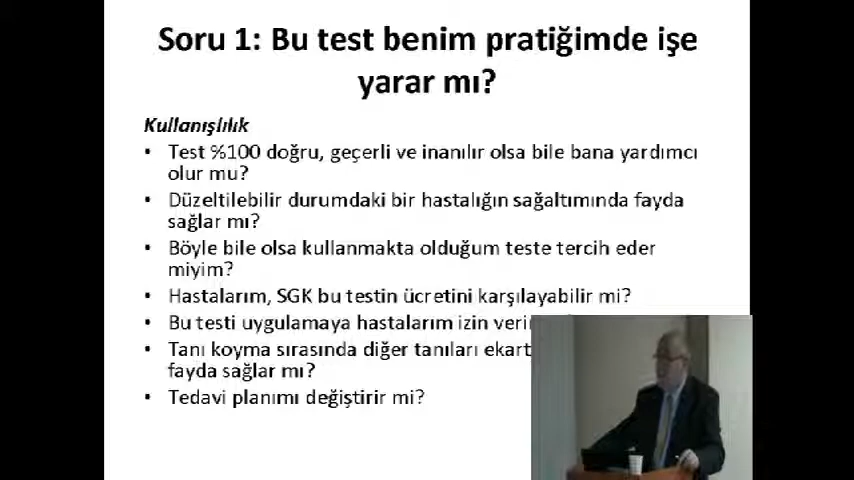 Soru 1: Bu test benim pratiğimde işe
yarar mı?
Kullanışlılık
• Test %100 doğru, geçerli ve inanılır olsa bile bana yardımcı
olur mu?
• Düzeltilebilir durumdaki bir hastalığın sağaltımında fayda
sağlar mı?
• Böyle bile olsa kullanmakta olduğum teste tercih eder
miyim?
• Hastalarım, SGK bu testin ücretini karşılayabilir mi?
• Bu testi uygulamaya hastalarım izin
• Tanı koyma sırasında diğer tanıları
fayda sağlar mı?
• Tedavi planımı değiştirir mi?